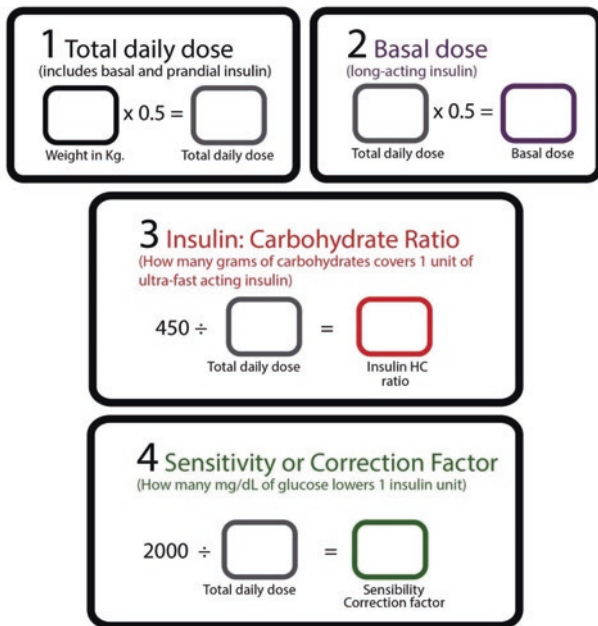 1 Total daily dose
(includes basal and prandial insulin)
x 0.5 =
Weight in Kg. Total daily dose
2 Basal dose
(long-acting insulin)
x 0.5 =
Total daily dose Basal dose
3 Insulin: Carbohydrate Ratio
(How many grams of carbohydrates covers 1 unit of
ultra-fast acting insulin)
450 ÷ =
Total daily dose Insulin HC
ratio
4 Sensitivity or Correction Factor
(How many mg/dL of glucose lowers 1 insulin unit)
2000 ÷ =
Total daily dose Sensibility
Correction factor